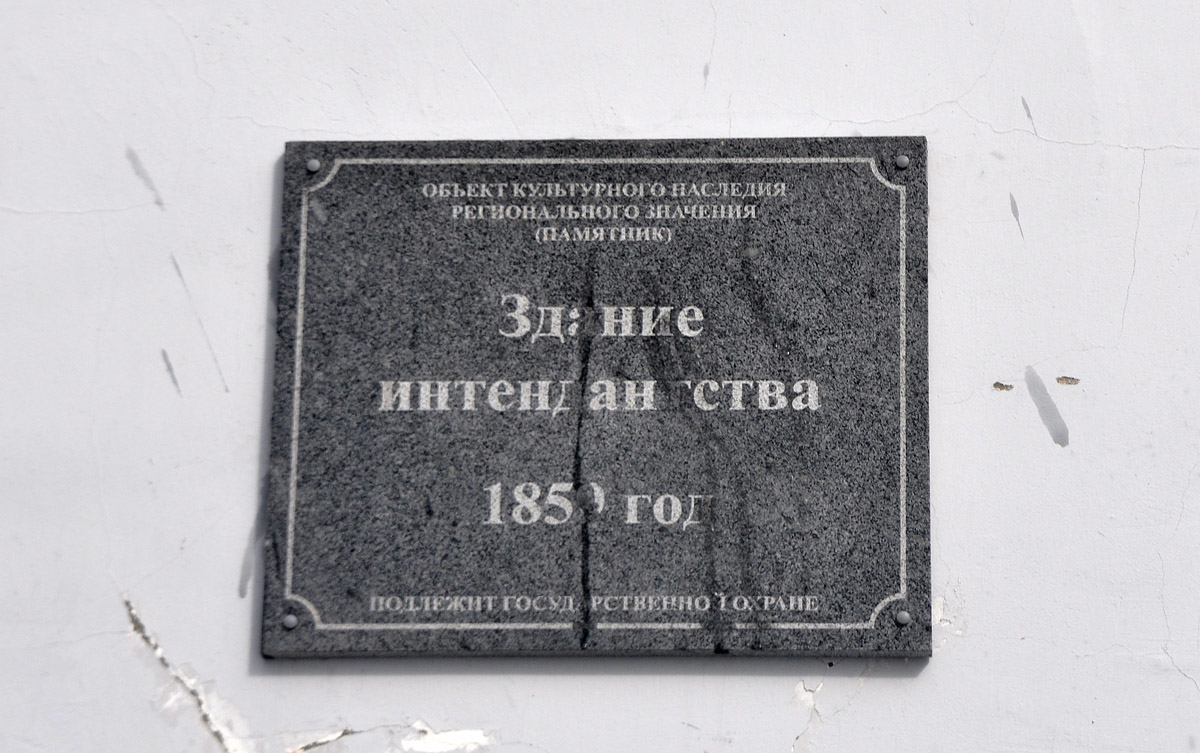 ОБЪЕКТ КУЛЬТУРНОГО НАСЛЕДИЯ
РЕГИОНАЛЬНОГО ЗНАЧЕНИЯ
(ПАМЯТНИК)
Здание
интендантства
1859 год
ПОДЛЕЖИТ ГОСУДАРСТВЕННОЙ ОХРАНЕ